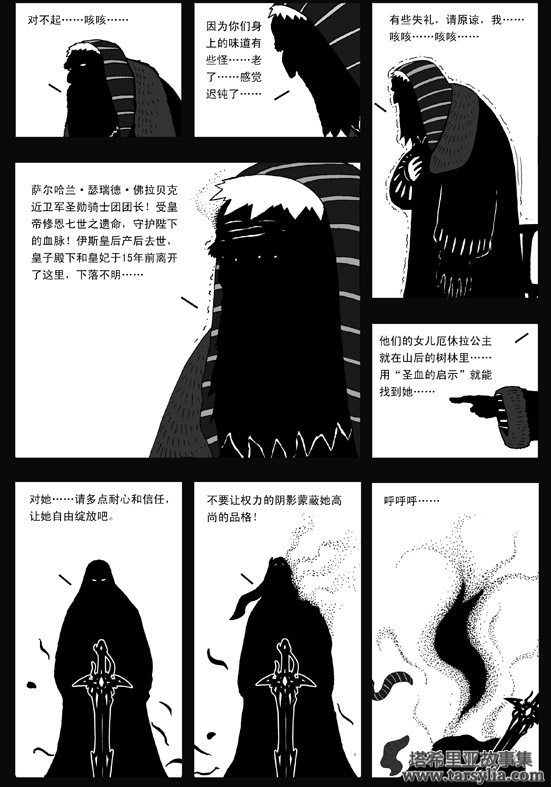 对不起……咳咳……
因为你们身
上的味道有
些怪……老
了……感觉
迟钝了……
有些失礼，请原谅，我……
咳咳……咳咳……
萨尔哈兰·瑟瑞德·佛拉贝克
近卫军圣勋骑士团团长！受皇
帝修恩七世之遗命，守护陛下
的血脉！伊斯皇后产后去世，
皇子殿下和皇妃于15年前离开
了这里，下落不明……
他们的女儿厄休拉公主
就在山后的树林里……
用“圣血的启示”就能
找到她……
对她……请多点耐心和信任，
让她自由绽放吧。
不要让权力的阴影蒙蔽她高
尚的品格！
呼呼呼……
塔希里亚故事集
www.tarsylia.com